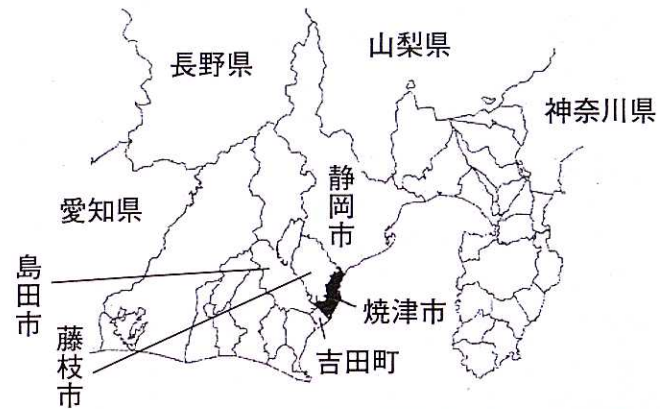 長野県
山梨県
神奈川県
愛知県
静岡市
島田市
藤枝市
焼津市
吉田町